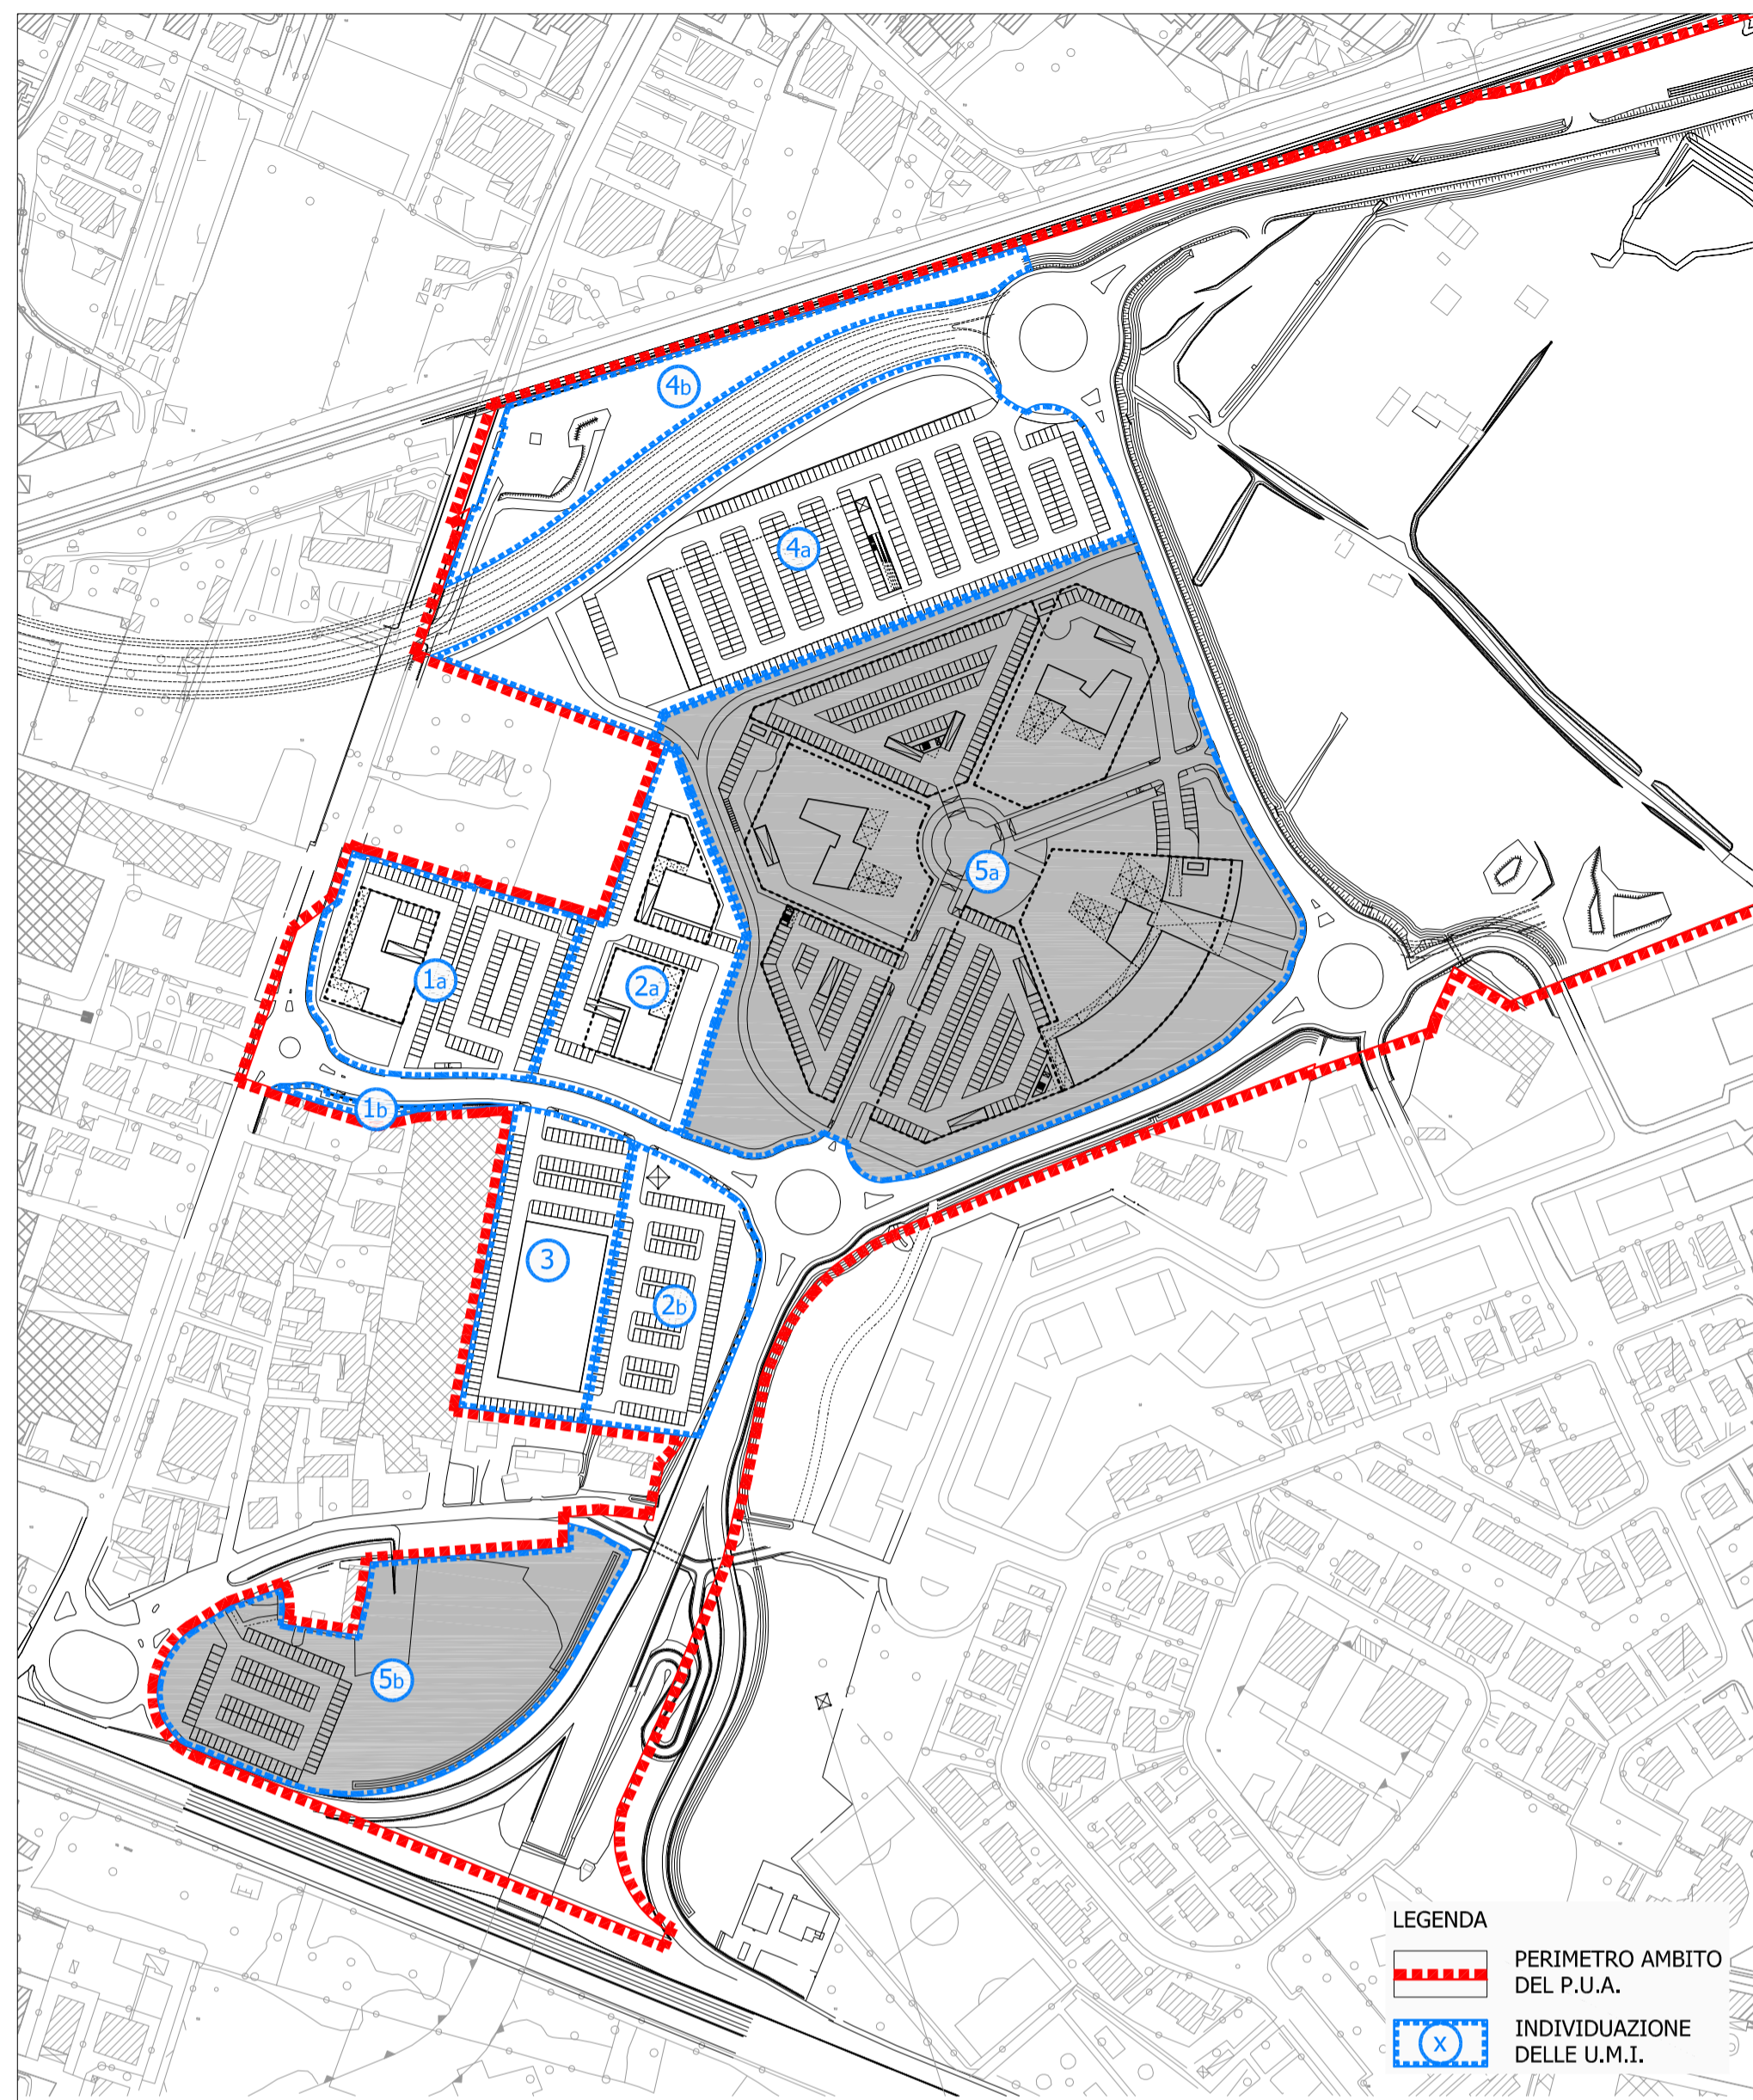 4b
4a
5a
1a
2a
1b
3
2b
5b
LEGENDA
PERIMETRO AMBITO
DEL P.U.A.
X
INDIVIDUAZIONE
DELLE U.M.I.